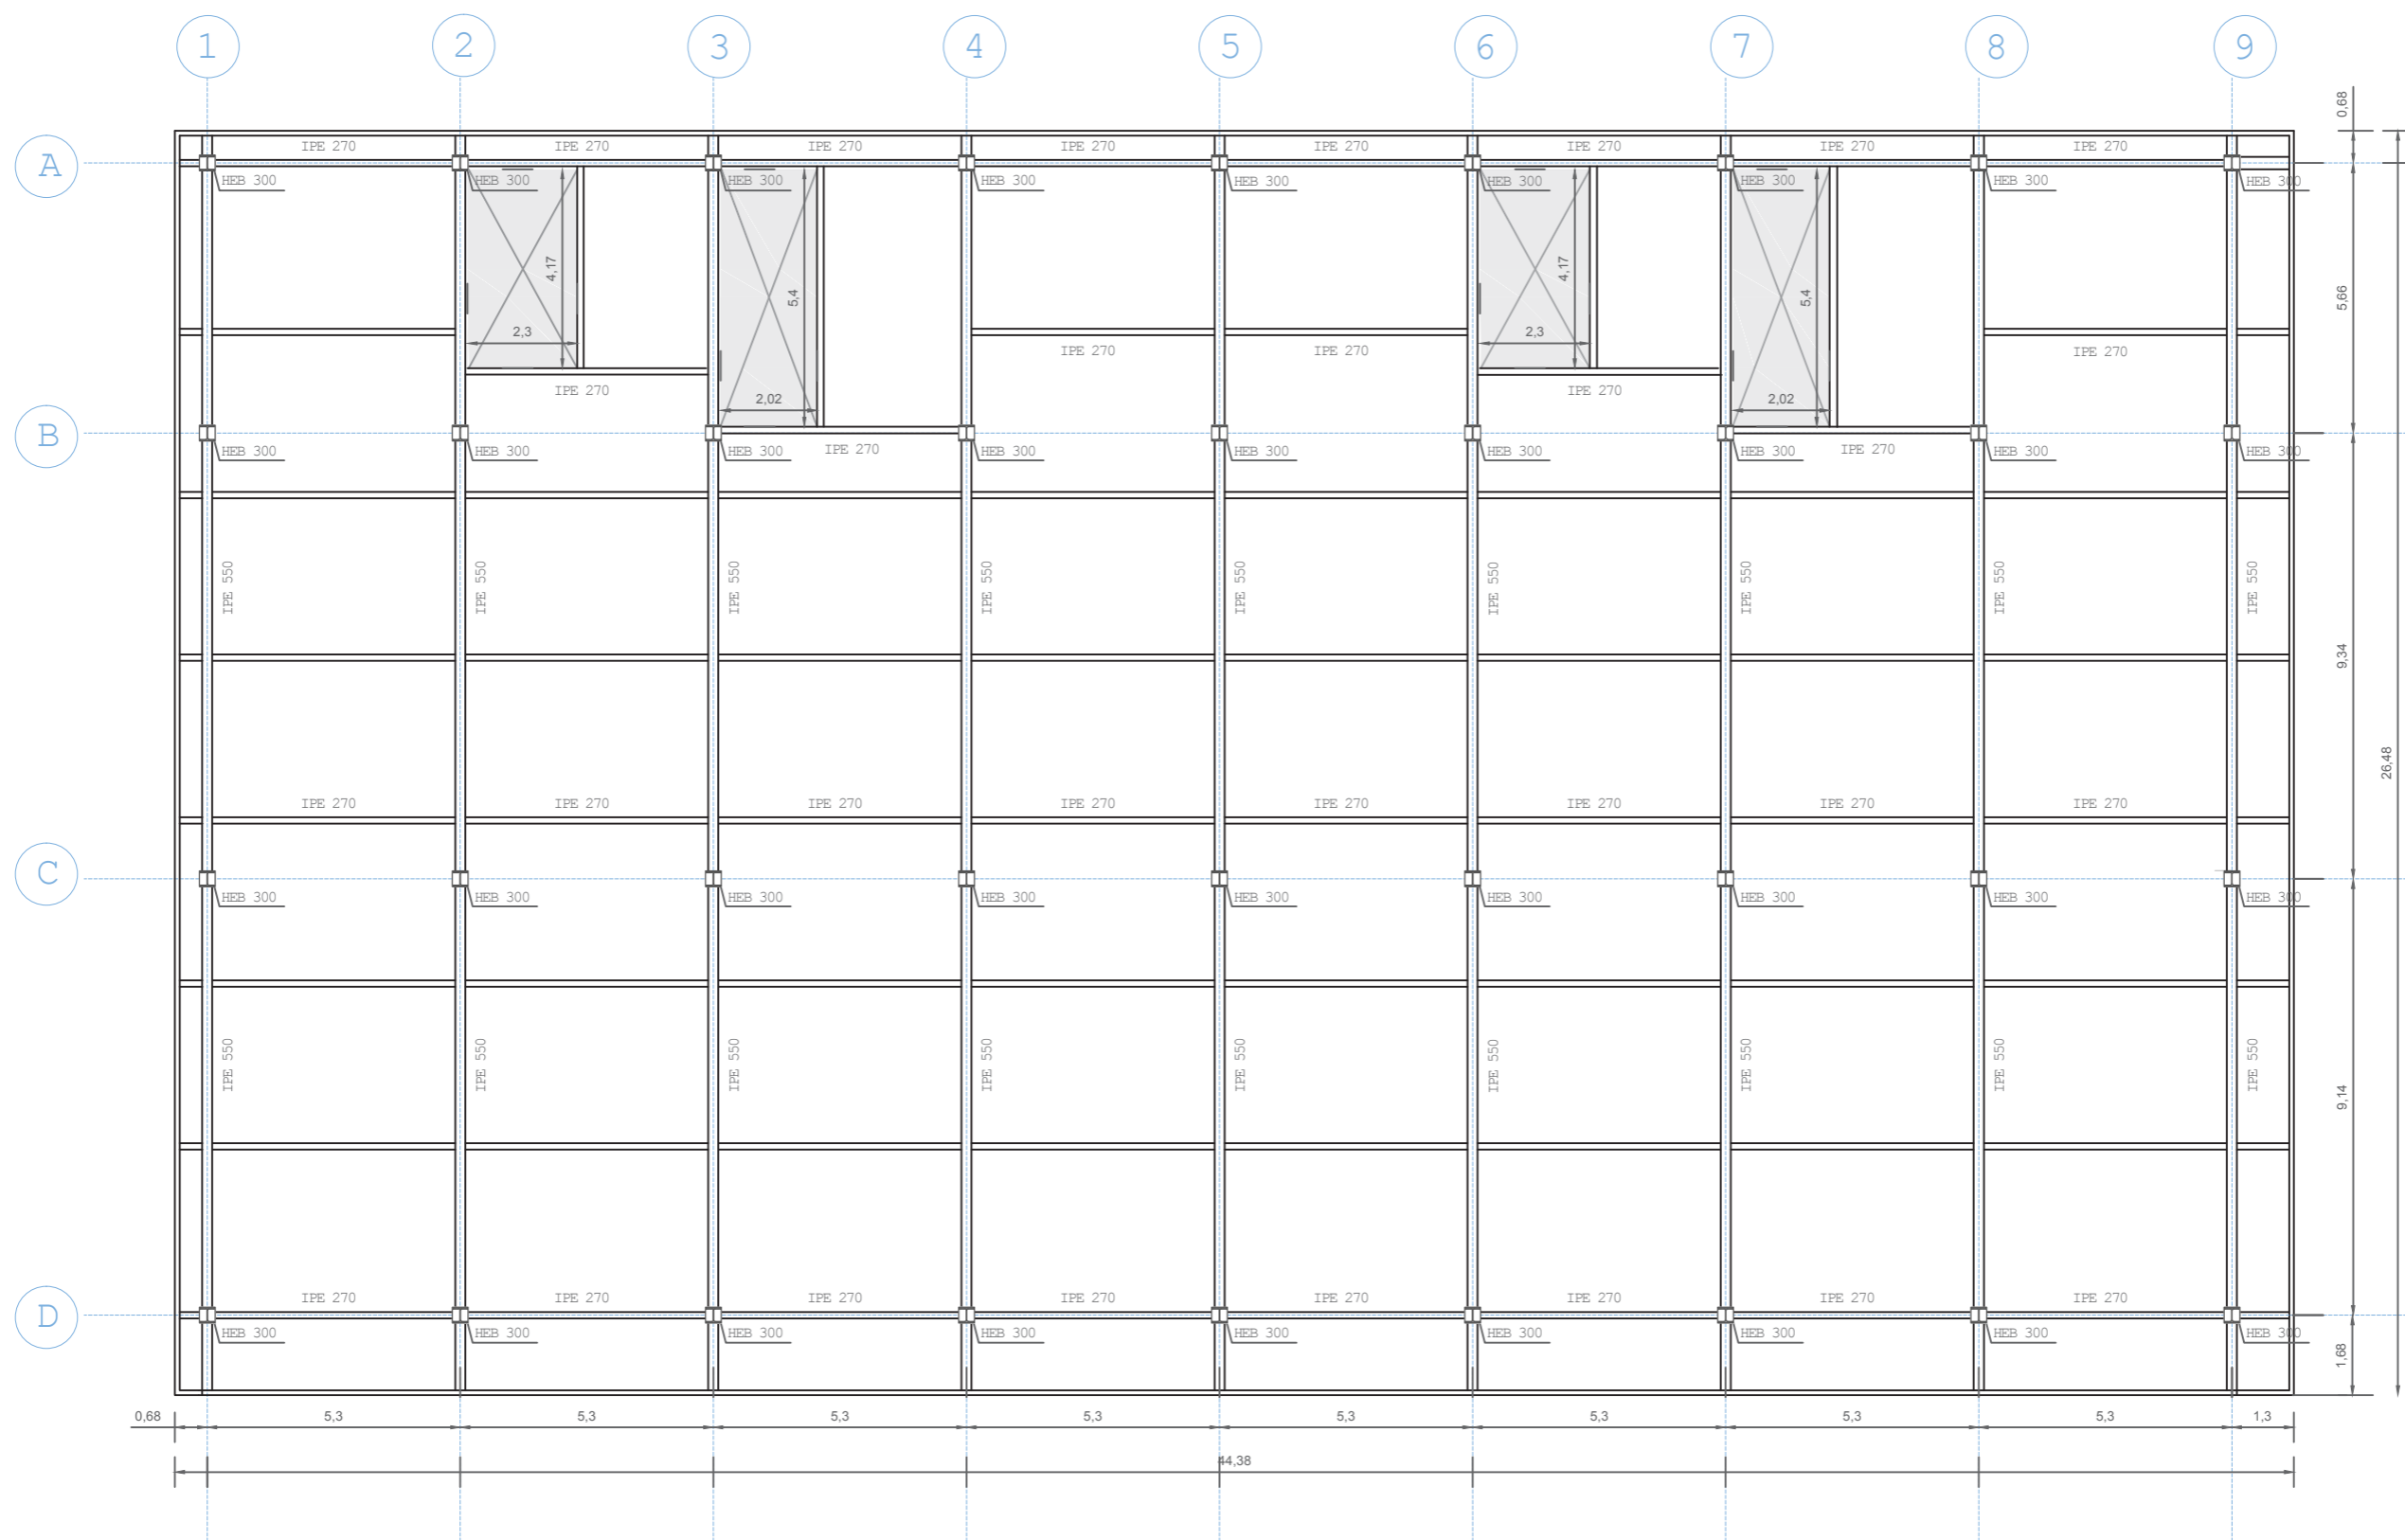 1 2 3 4 5 6 7 8 9
0,68
A
IPE 270 IPE 270 IPE 270 IPE 270 IPE 270 IPE 270 IPE 270 IPE 270
HEB 300 HEB 300 HEB 300 HEB 300 HEB 300 HEB 300 HEB 300 HEB 300 HEB 300
4,17 5,4 4,17 5,4 5,66
2,3 2,3
IPE 270 IPE 270 IPE 270
IPE 270 IPE 270
2,02 2,02
B
HEB 300 HEB 300 HEB 300 IPE 270 HEB 300 HEB 300 HEB 300 HEB 300 IPE 270 HEB 300 HEB 300
IPE 550 IPE 550 IPE 550 IPE 550 IPE 550 IPE 550 IPE 550 IPE 550 IPE 550
9,34
26,48
IPE 270 IPE 270 IPE 270 IPE 270 IPE 270 IPE 270 IPE 270 IPE 270
C
HEB 300 HEB 300 HEB 300 HEB 300 HEB 300 HEB 300 HEB 300 HEB 300 HEB 300
IPE 550 IPE 550 IPE 550 IPE 550 IPE 550 IPE 550 IPE 550 IPE 550 IPE 550
9,14
IPE 270 IPE 270 IPE 270 IPE 270 IPE 270 IPE 270 IPE 270 IPE 270
D
HEB 300 HEB 300 HEB 300 HEB 300 HEB 300 HEB 300 HEB 300 HEB 300 HEB 300
1,68
0,68 5,3 5,3 5,3 5,3 5,3 5,3 5,3 5,3 1,3
44,38